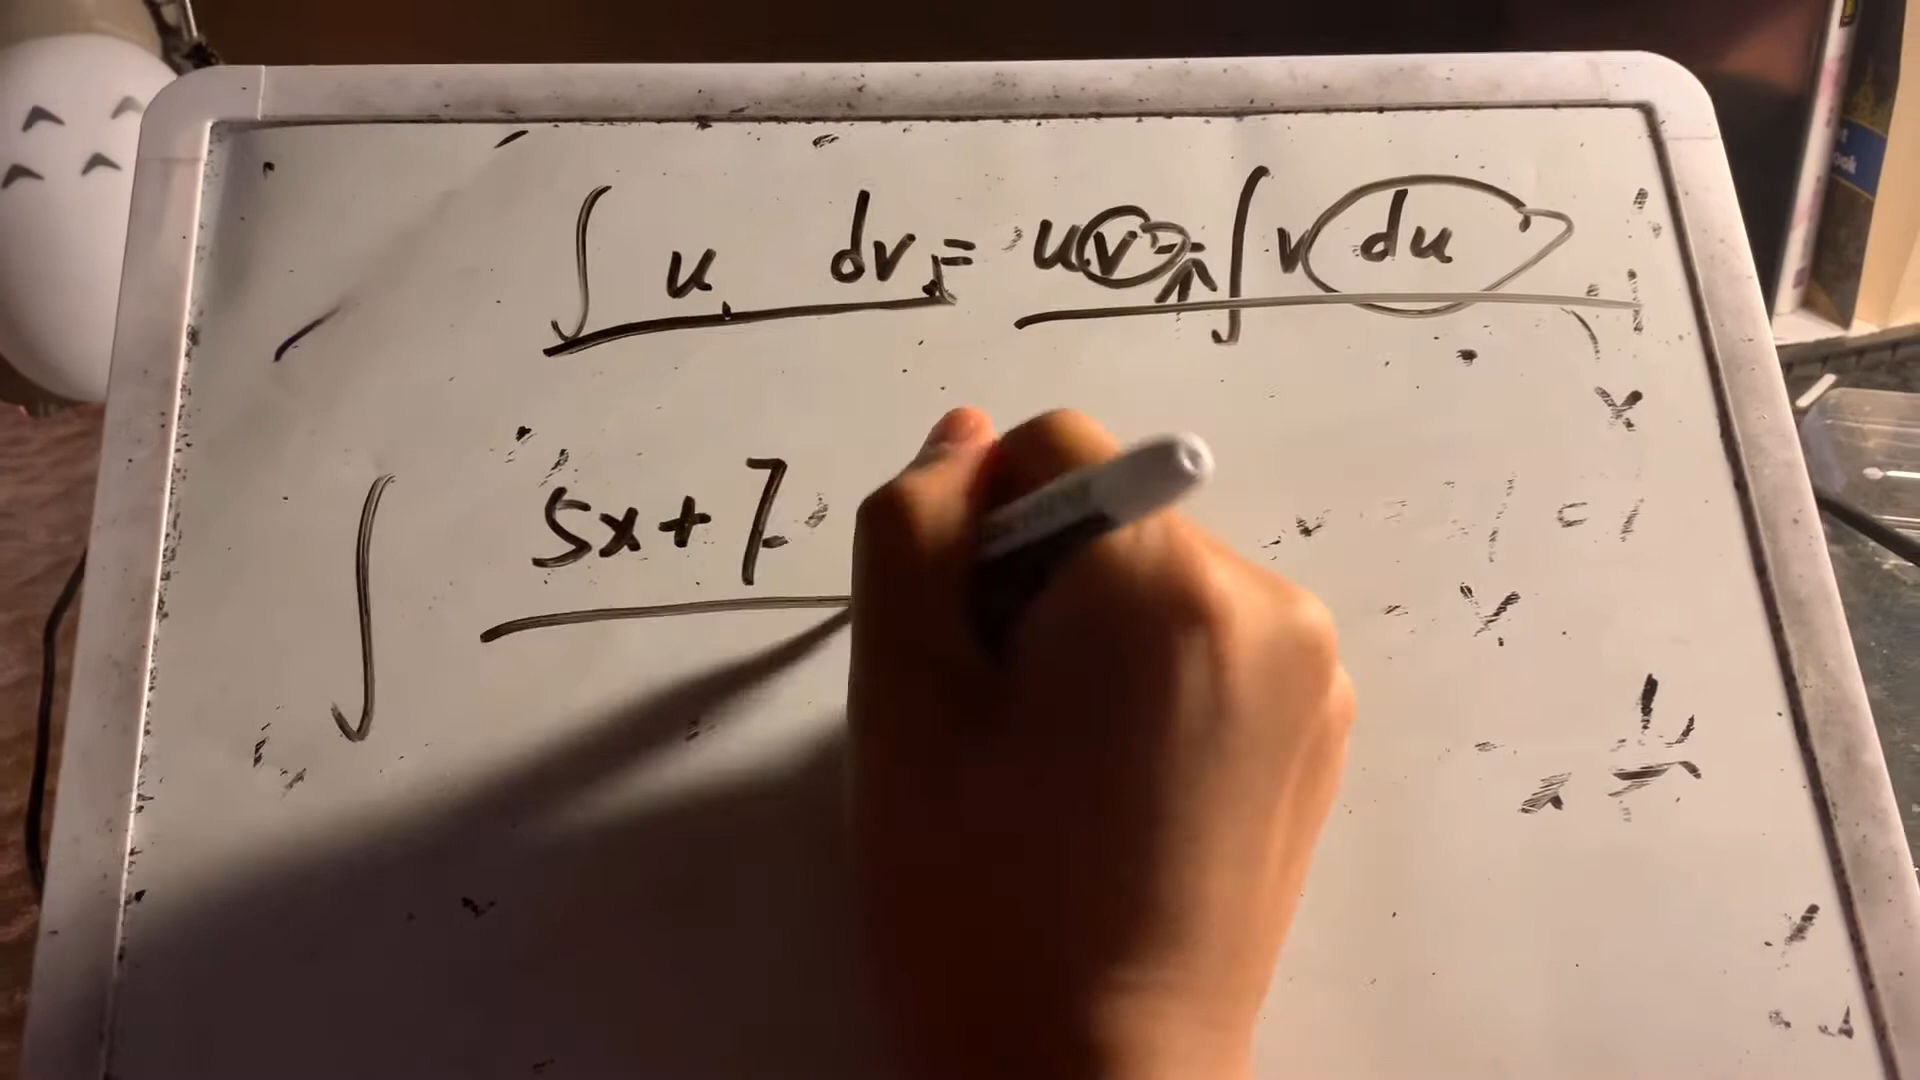 ∫ u dv = uv - ∫ v du
∫ 5x+7